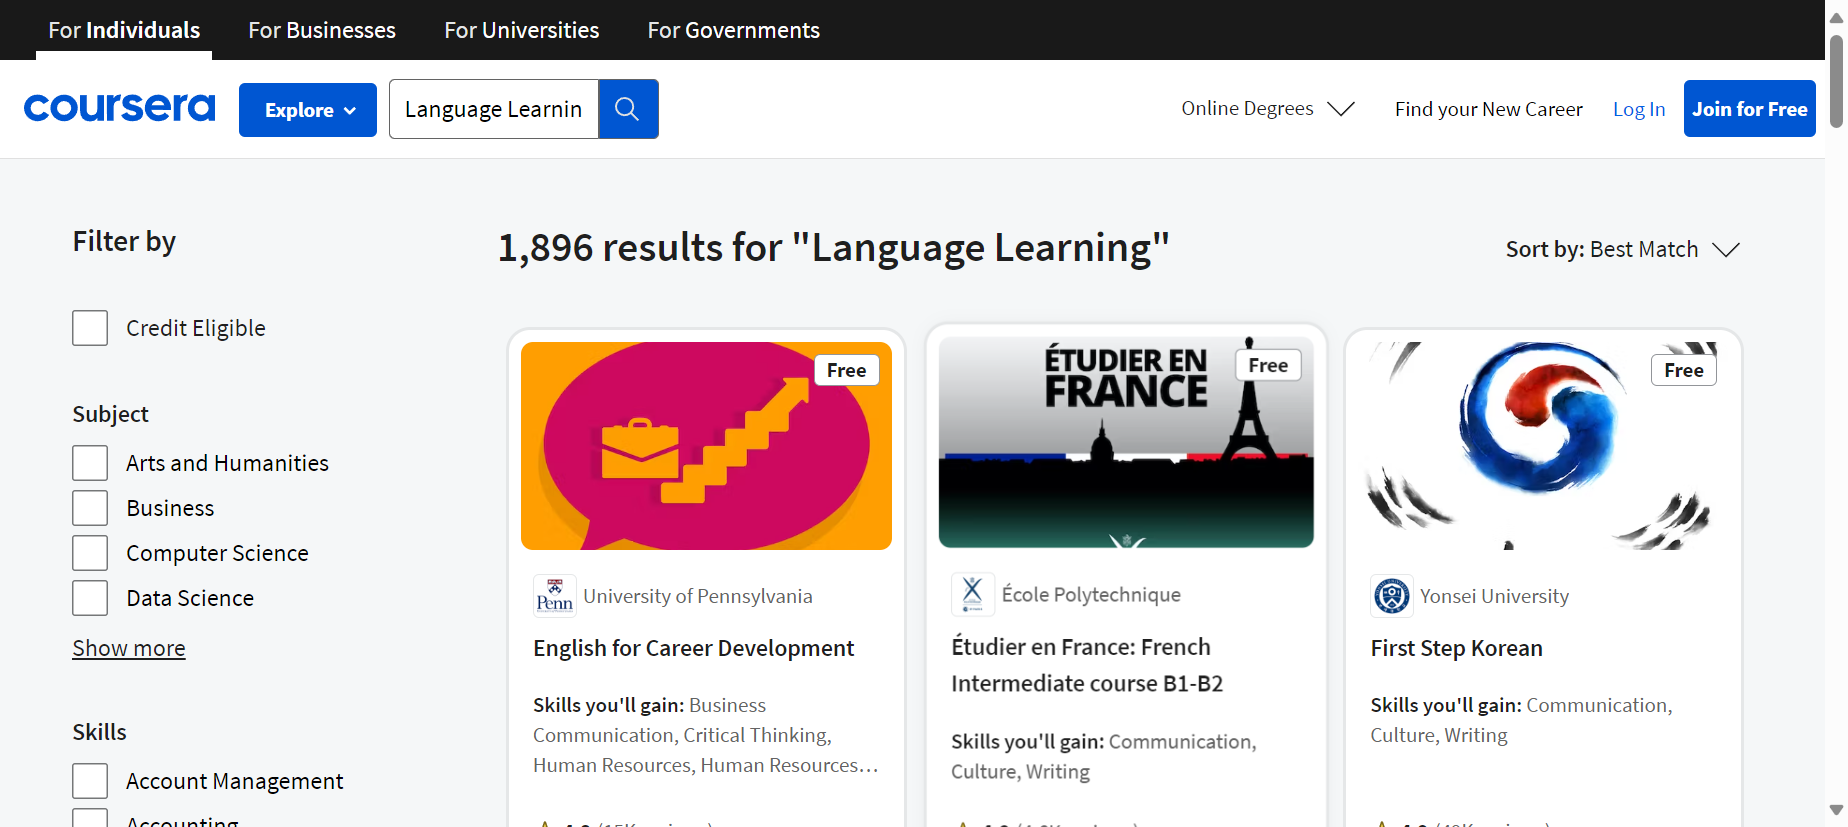 For Individuals
For Businesses
For Universities
For Governments
coursera
Explore
Language Learnin
Online Degrees
Find your New Career
Log In
Join for Free
Filter by
1,896 results for "Language Learning"
Sort by: Best Match
Credit Eligible
Subject
Arts and Humanities
Business
Computer Science
Data Science
Show more
Skills
Account Management
Accounting
Free
Penn
University of Pennsylvania
English for Career Development
Skills you'll gain: Business
Communication, Critical Thinking,
Human Resources, Human Resources…
ÉTUDIER EN
FRANCE
Free
École Polytechnique
Étudier en France: French
Intermediate course B1-B2
Skills you'll gain: Communication,
Culture, Writing
Free
Yonsei University
First Step Korean
Skills you'll gain: Communication,
Culture, Writing